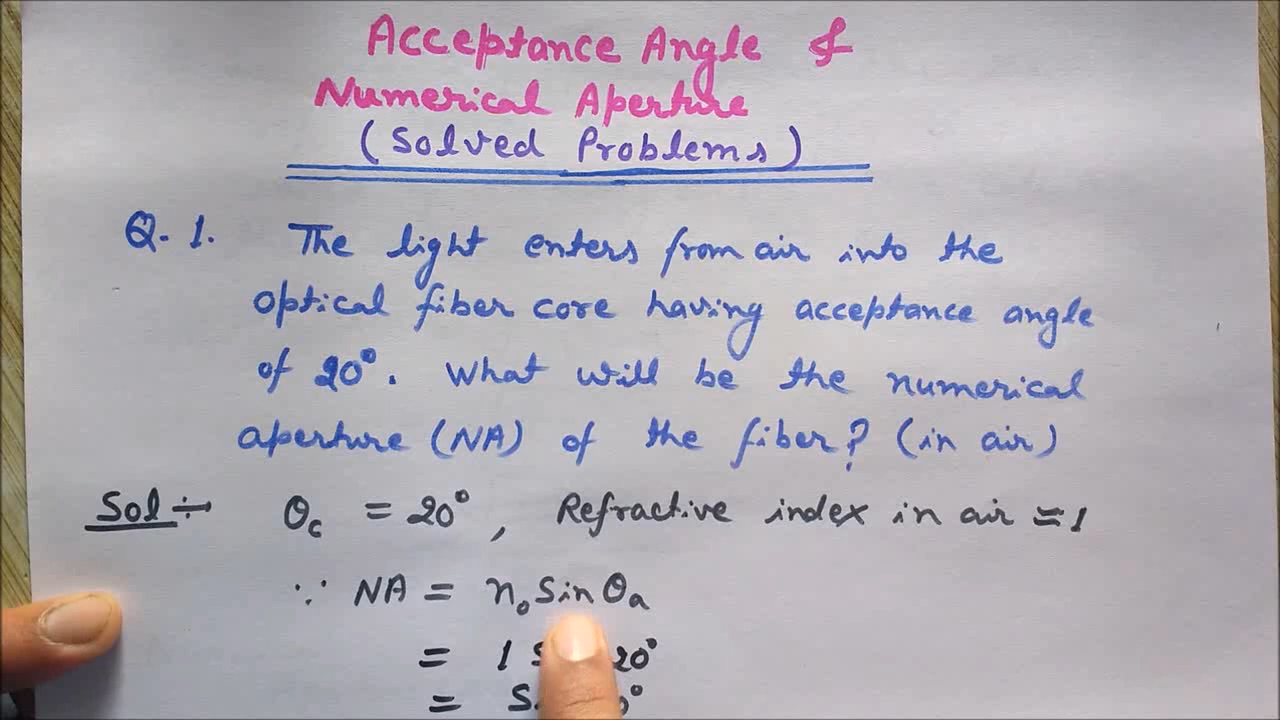 Acceptance Angle &
Numerical Aperture
(Solved Problems)
Q. 1. The light enters from air into the
optical fiber core having acceptance angle
of 20°. What will be the numerical
aperture (NA) of the fiber? (in air)
Sol ÷ θc = 20°, Refractive index in air = 1
∵ NA = n₀ Sin θa
= 1 20°
=